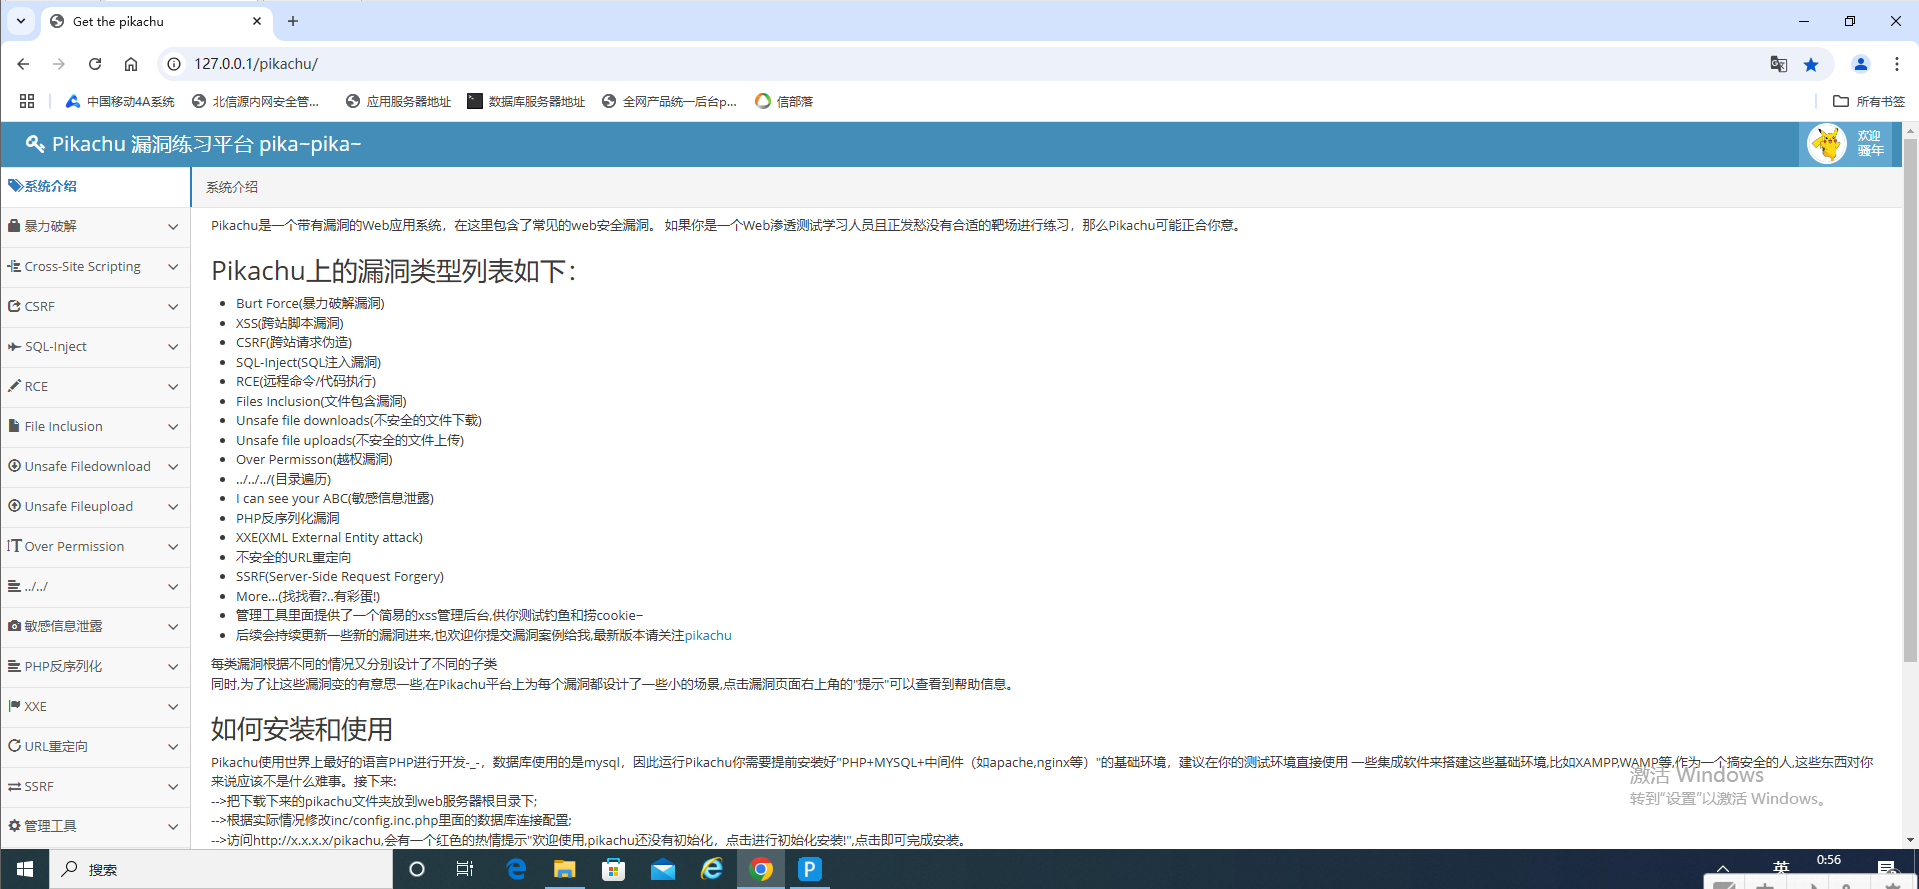 Get the pikachu
127.0.0.1/pikachu/
中国移动4A系统 北信源内网安全管... 应用服务器地址 数据库服务器地址 全网产品统一后台p... 信部落 所有书签
Pikachu 漏洞练习平台 pika~pika~
欢迎
骚年
系统介绍
暴力破解
Cross-Site Scripting
CSRF
SQL-Inject
RCE
File Inclusion
Unsafe Filedownload
Unsafe Fileupload
Over Permission
../../
敏感信息泄露
PHP反序列化
XXE
URL重定向
SSRF
管理工具
系统介绍
Pikachu是一个带有漏洞的Web应用系统，在这里包含了常见的web安全漏洞。 如果你是一个Web渗透测试学习人员且正发愁没有合适的靶场进行练习，那么Pikachu可能正合你意。
Pikachu上的漏洞类型列表如下：
Burt Force(暴力破解漏洞)
XSS(跨站脚本漏洞)
CSRF(跨站请求伪造)
SQL-Inject(SQL注入漏洞)
RCE(远程命令/代码执行)
Files Inclusion(文件包含漏洞)
Unsafe file downloads(不安全的文件下载)
Unsafe file uploads(不安全的文件上传)
Over Permisson(越权漏洞)
../../../(目录遍历)
I can see your ABC(敏感信息泄露)
PHP反序列化漏洞
XXE(XML External Entity attack)
不安全的URL重定向
SSRF(Server-Side Request Forgery)
More...(找找看?..有彩蛋!)
管理工具里面提供了一个简易的xss管理后台,供你测试钓鱼和捞cookie~
后续会持续更新一些新的漏洞进来,也欢迎你提交漏洞案例给我,最新版本请关注pikachu
每类漏洞根据不同的情况又分别设计了不同的子类
同时,为了让这些漏洞变的有意思一些,在Pikachu平台上为每个漏洞都设计了一些小的场景,点击漏洞页面右上角的"提示"可以查看到帮助信息。
如何安装和使用
Pikachu使用世界上最好的语言PHP进行开发-_-，数据库使用的是mysql，因此运行Pikachu你需要提前安装好"PHP+MYSQL+中间件（如apache,nginx等）"的基础环境，建议在你的测试环境直接使用 一些集成软件来搭建这些基础环境,比如XAMPP,WAMP等,作为一个搞安全的人,这些东西对你
来说应该不是什么难事。接下来:
-->把下载下来的pikachu文件夹放到web服务器根目录下;
-->根据实际情况修改inc/config.inc.php里面的数据库连接配置;
-->访问http://x.x.x.x/pikachu,会有一个红色的热情提示"欢迎使用,pikachu还没有初始化，点击进行初始化安装!",点击即可完成安装。
激活 Windows
转到"设置"以激活 Windows。
搜索
英
0:56